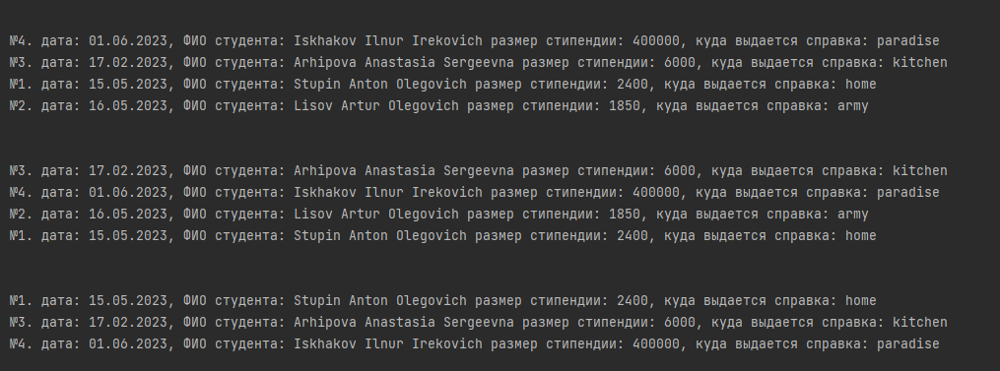 №4. дата: 01.06.2023, ФИО студента: Iskhakov Ilnur Irekovich размер стипендии: 400000, куда выдается справка: paradise
№3. дата: 17.02.2023, ФИО студента: Arhipova Anastasia Sergeevna размер стипендии: 6000, куда выдается справка: kitchen
№1. дата: 15.05.2023, ФИО студента: Stupin Anton Olegovich размер стипендии: 2400, куда выдается справка: home
№2. дата: 16.05.2023, ФИО студента: Lisov Artur Olegovich размер стипендии: 1850, куда выдается справка: army
№3. дата: 17.02.2023, ФИО студента: Arhipova Anastasia Sergeevna размер стипендии: 6000, куда выдается справка: kitchen
№4. дата: 01.06.2023, ФИО студента: Iskhakov Ilnur Irekovich размер стипендии: 400000, куда выдается справка: paradise
№2. дата: 16.05.2023, ФИО студента: Lisov Artur Olegovich размер стипендии: 1850, куда выдается справка: army
№1. дата: 15.05.2023, ФИО студента: Stupin Anton Olegovich размер стипендии: 2400, куда выдается справка: home
№1. дата: 15.05.2023, ФИО студента: Stupin Anton Olegovich размер стипендии: 2400, куда выдается справка: home
№3. дата: 17.02.2023, ФИО студента: Arhipova Anastasia Sergeevna размер стипендии: 6000, куда выдается справка: kitchen
№4. дата: 01.06.2023, ФИО студента: Iskhakov Ilnur Irekovich размер стипендии: 400000, куда выдается справка: paradise